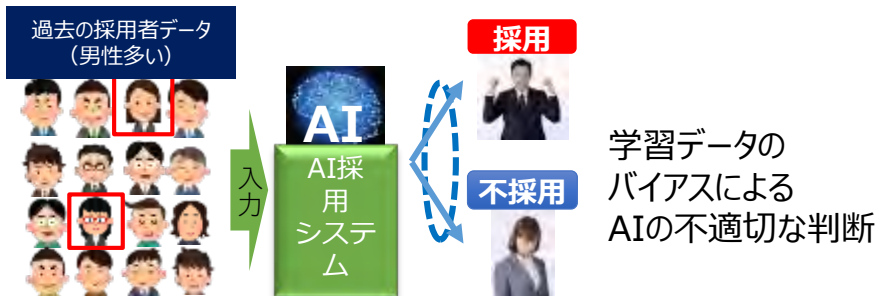 過去の採用者データ
（男性多い）
入力
AI
AI採
用
システ
ム
採用
不採用
学習データの
バイアスによる
AIの不適切な判断